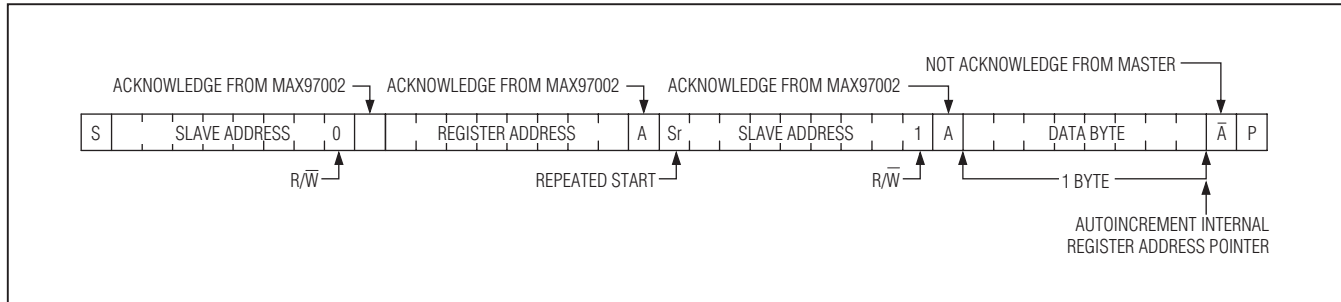 ACKNOWLEDGE FROM MAX97002 ACKNOWLEDGE FROM MAX97002 ACKNOWLEDGE FROM MAX97002 NOT ACKNOWLEDGE FROM MASTER
S SLAVE ADDRESS 0 REGISTER ADDRESS A Sr SLAVE ADDRESS 1 A DATA BYTE A̅ P
R/W̅ REPEATED START R/W̅ 1 BYTE
AUTOINCREMENT INTERNAL
REGISTER ADDRESS POINTER